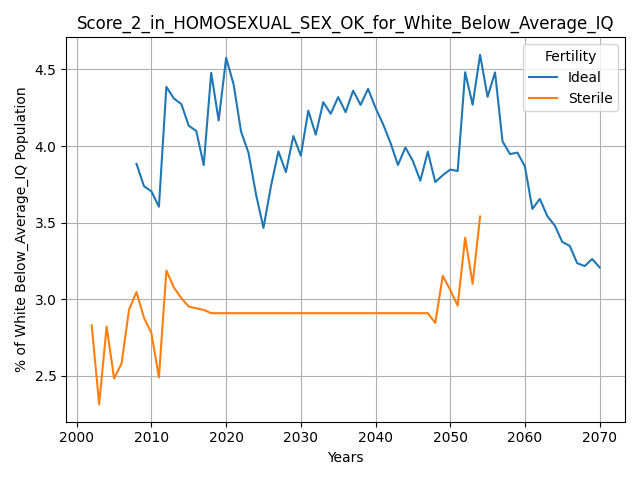 Score_2_in_HOMOSEXUAL_SEX_OK_for_White_Below_Average_IQ
Fertility
Ideal
Sterile
% of White Below_Average_IQ Population
4.5
4.0
3.5
3.0
2.5
2000 2010 2020 2030 2040 2050 2060 2070
Years